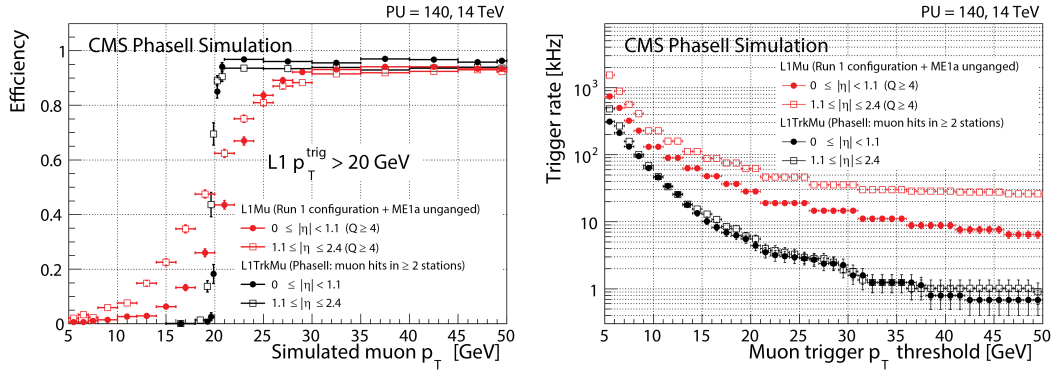 PU = 140, 14 TeV
CMS PhaseII Simulation
Efficiency
1
0.8
0.6
0.4
0.2
0
L1 p_T^trig > 20 GeV
L1Mu (Run 1 configuration + ME1a unganged)
0 ≤ |η| < 1.1 (Q ≥ 4)
1.1 ≤ |η| ≤ 2.4 (Q ≥ 4)
L1TrkMu (PhaseII: muon hits in ≥ 2 stations)
0 ≤ |η| < 1.1
1.1 ≤ |η| ≤ 2.4
5 10 15 20 25 30 35 40 45 50
Simulated muon p_T [GeV]
PU = 140, 14 TeV
CMS PhaseII Simulation
Trigger rate [kHz]
10^3
10^2
10
1
L1Mu (Run 1 configuration + ME1a unganged)
0 ≤ |η| < 1.1 (Q ≥ 4)
1.1 ≤ |η| ≤ 2.4 (Q ≥ 4)
L1TrkMu (PhaseII: muon hits in ≥ 2 stations)
0 ≤ |η| < 1.1
1.1 ≤ |η| ≤ 2.4
5 10 15 20 25 30 35 40 45 50
Muon trigger p_T threshold [GeV]